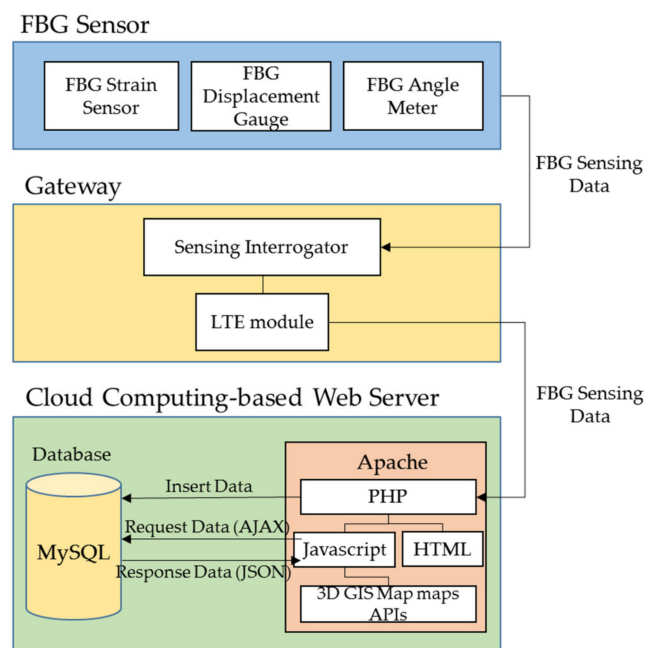 FBG Sensor
FBG Strain
Sensor
FBG
Displacement
Gauge
FBG Angle
Meter
FBG Sensing
Data
Gateway
Sensing Interrogator
LTE module
FBG Sensing
Data
Cloud Computing-based Web Server
Database
MySQL
Apache
Insert Data
PHP
Request Data (AJAX)
Javascript
HTML
Response Data (JSON)
3D GIS Map maps
APIs